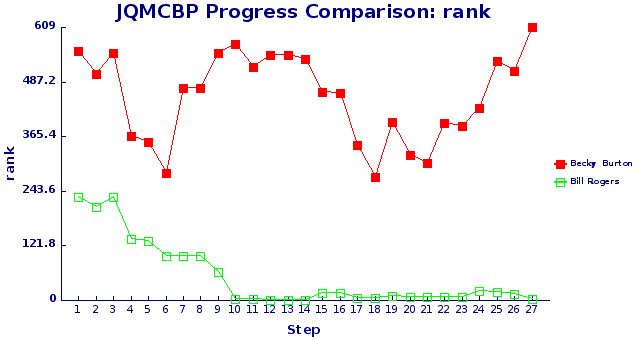 JQMCBP Progress Comparison: rank
609
487.2
365.4
243.6
121.8
0
rank
1 2 3 4 5 6 7 8 9 10 11 12 13 14 15 16 17 18 19 20 21 22 23 24 25 26 27
Step
Becky Burton
Bill Rogers